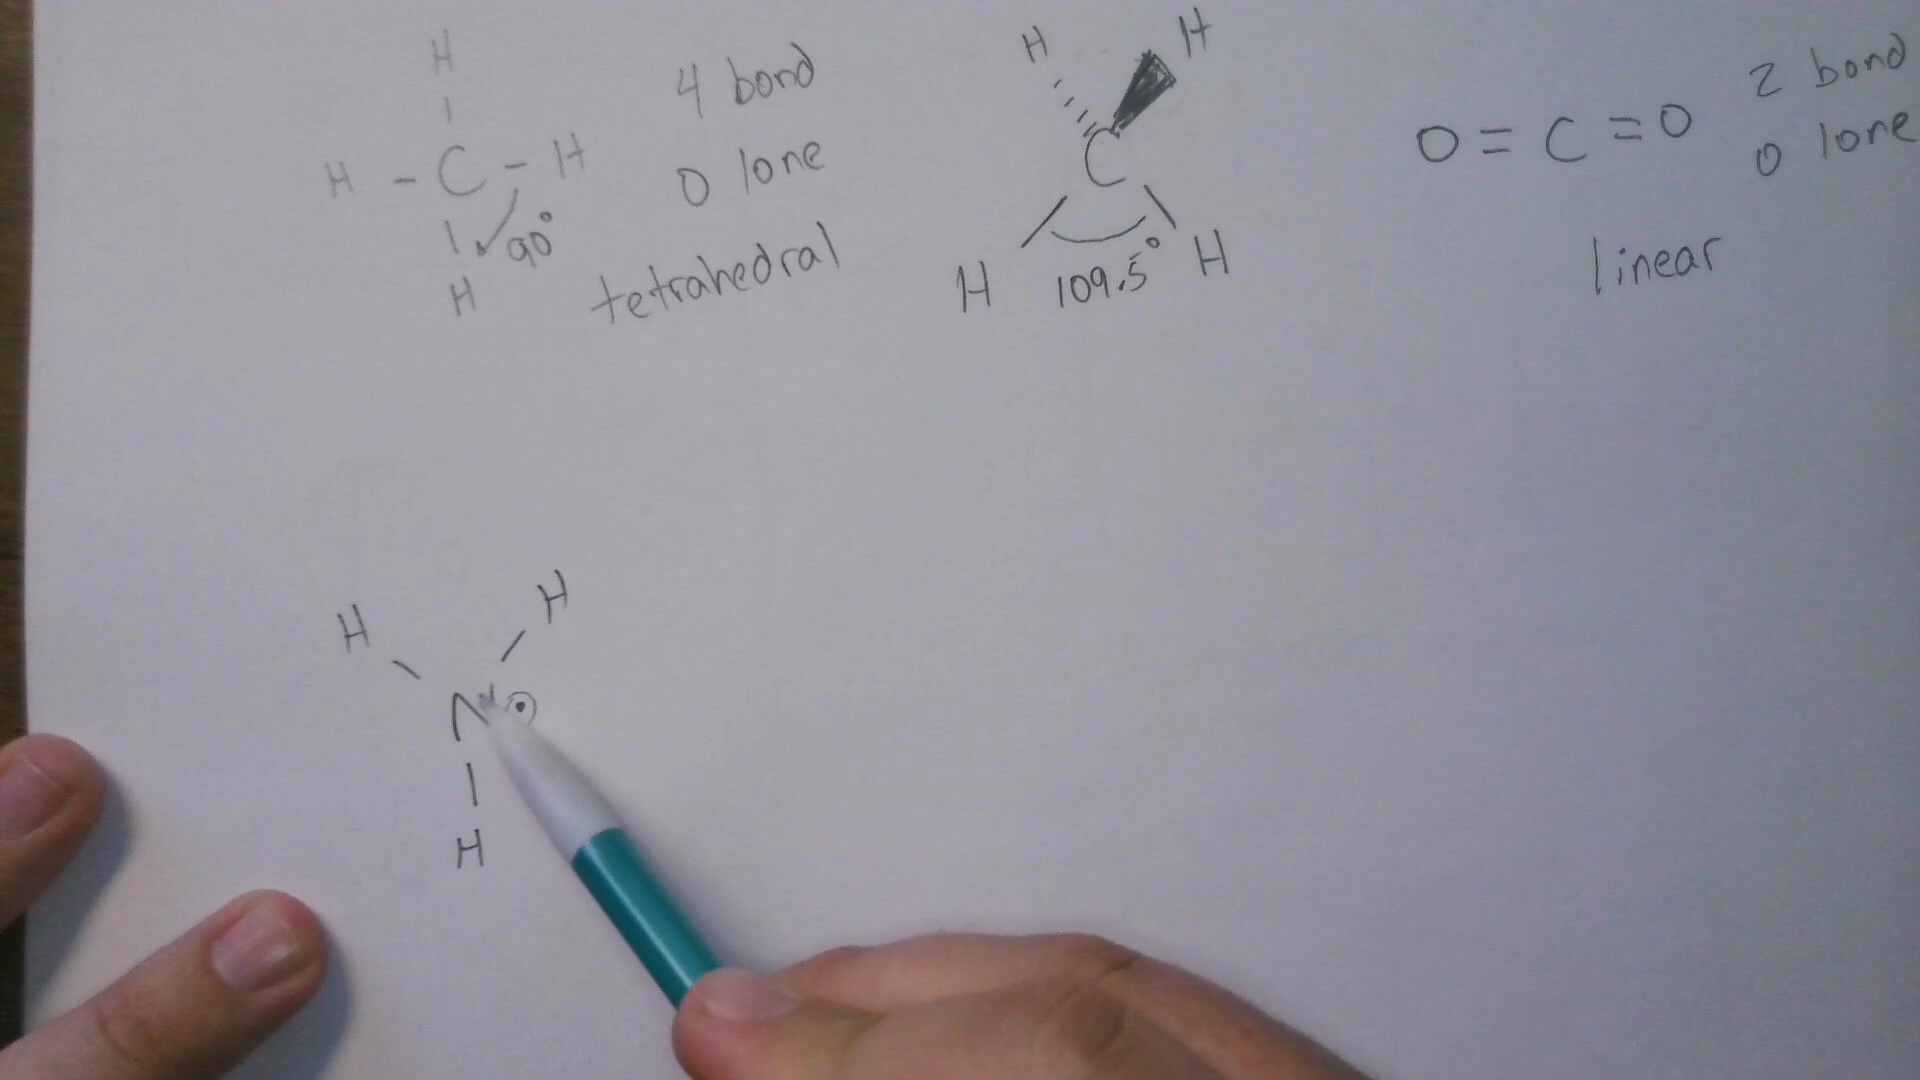 H
|
H - C - H
| 90°
H
4 bond
0 lone
tetrahedral
H H
C
H 109.5° H
O = C = O
2 bond
0 lone
linear
H H
N
|
H